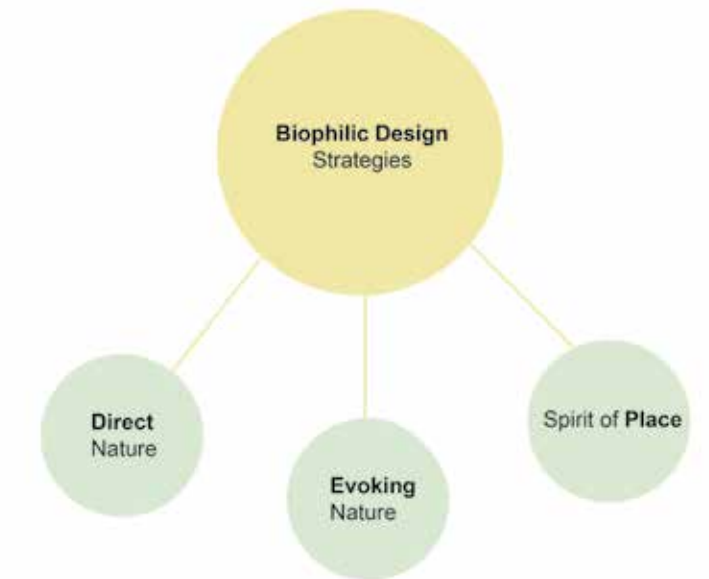 Biophilic Design
Strategies
Direct
Nature
Evoking
Nature
Spirit of Place